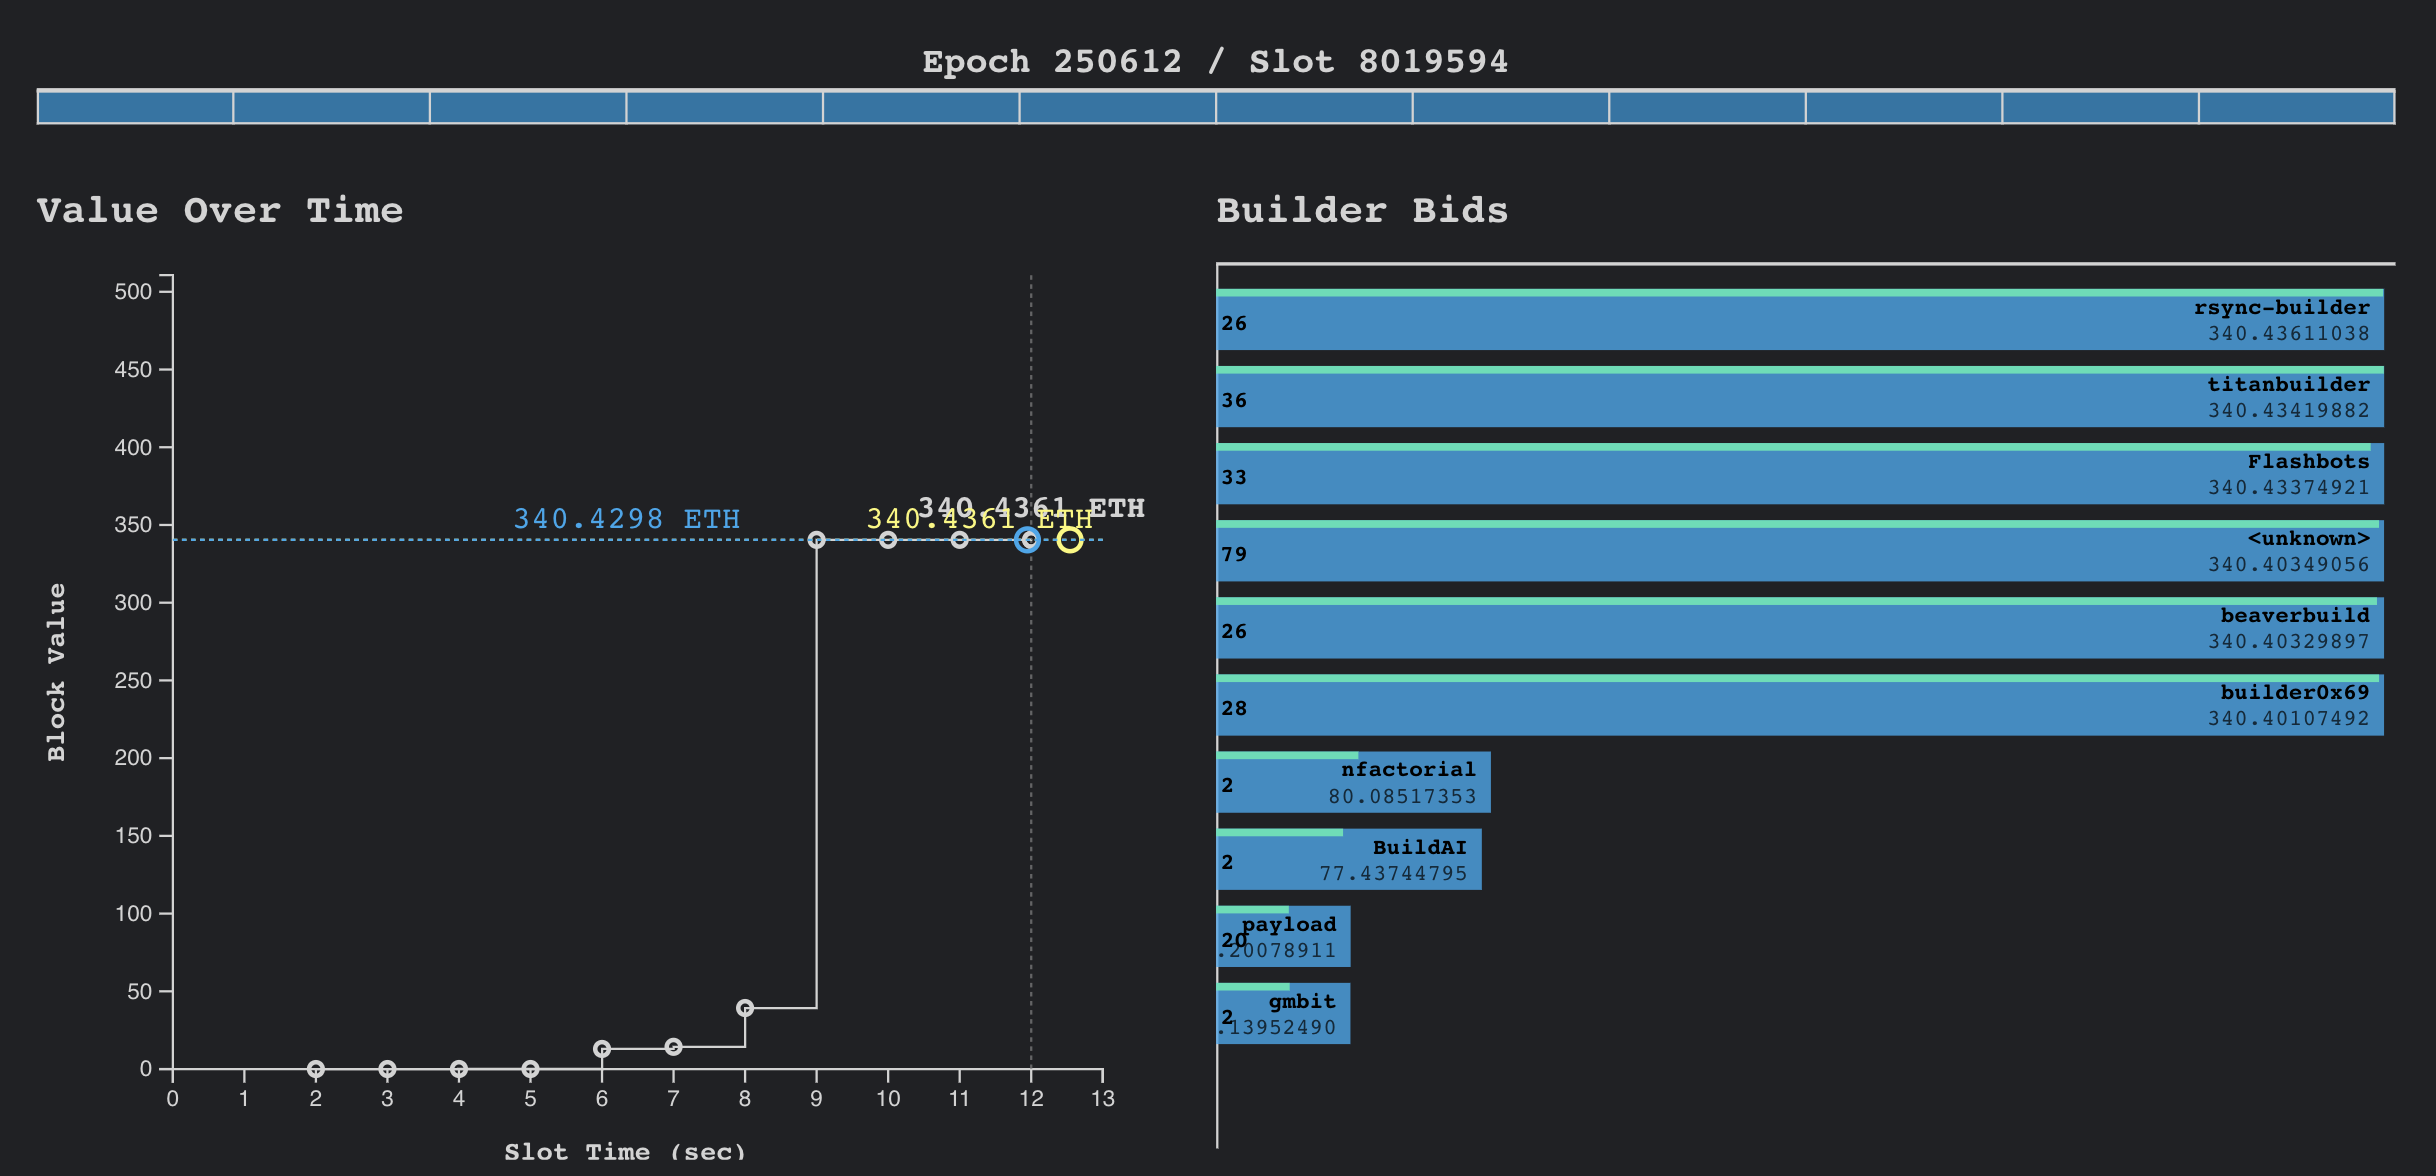 Epoch 250612 / Slot 8019594
Value Over Time
500
450
400
350
300
250
200
150
100
50
0
Block Value
340.4298 ETH
340.4361 ETH
340.4361 ETH
0 1 2 3 4 5 6 7 8 9 10 11 12 13
Slot Time (sec)
Builder Bids
rsync-builder
26
340.43611038
titanbuilder
36
340.43419882
Flashbots
33
340.43374921
<unknown>
79
340.40349056
beaverbuild
26
340.40329897
builder0x69
28
340.40107492
nfactorial
2
80.08517353
BuildAI
2
77.43744795
payload
20
.20078911
gmbit
2
.13952490